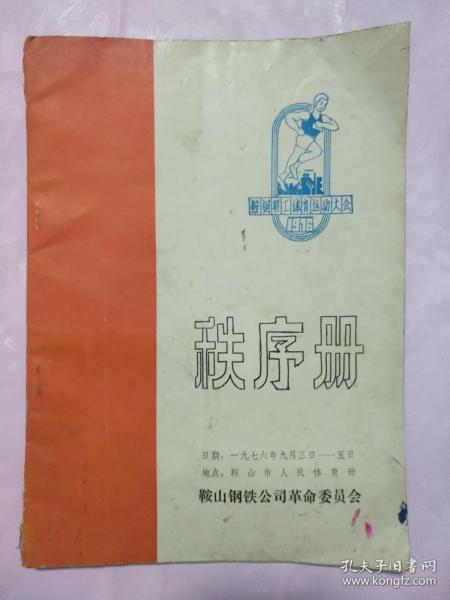 鞍钢职工体育运动大会
1976
秩序册
日期：一九七六年九月三日——五日
地点：鞍山市人民体育场
鞍山钢铁公司革命委员会
孔夫子旧书网
www.kongfz.com